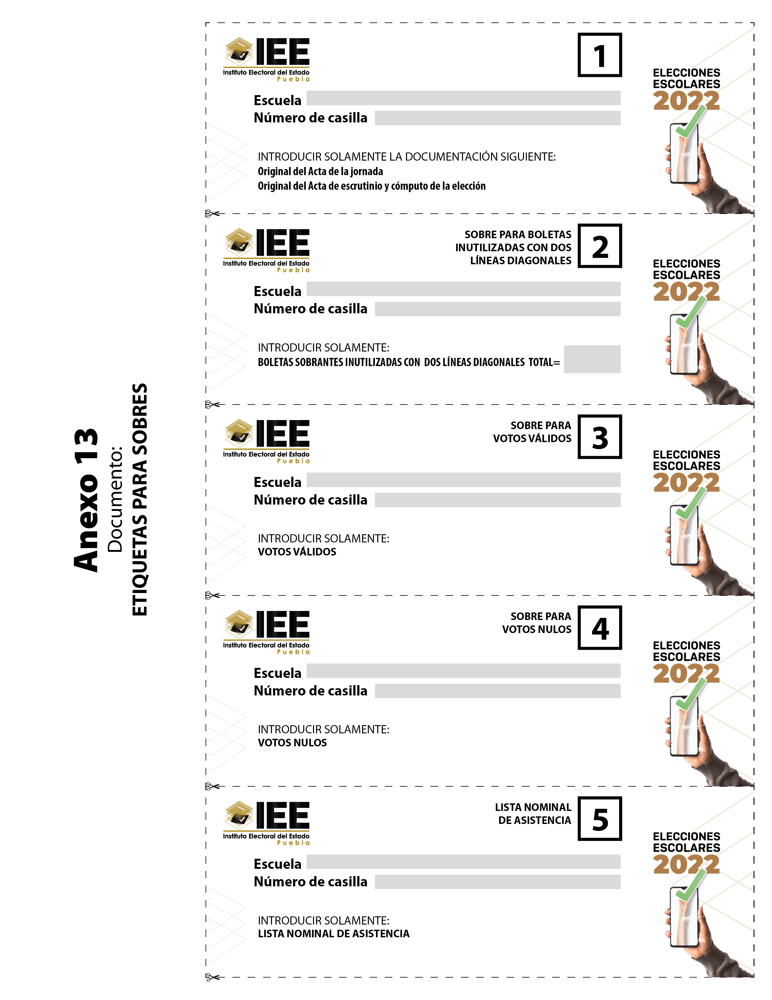 Anexo 13
Documento:
ETIQUETAS PARA SOBRES
IEE
Instituto Electoral del Estado
Puebla
1
ELECCIONES
ESCOLARES
2022
Escuela
Número de casilla
INTRODUCIR SOLAMENTE LA DOCUMENTACIÓN SIGUIENTE:
Original del Acta de la jornada
Original del Acta de escrutinio y cómputo de la elección
IEE
Instituto Electoral del Estado
Puebla
SOBRE PARA BOLETAS
INUTILIZADAS CON DOS
LÍNEAS DIAGONALES
2
ELECCIONES
ESCOLARES
2022
Escuela
Número de casilla
INTRODUCIR SOLAMENTE:
BOLETAS SOBRANTES INUTILIZADAS CON DOS LÍNEAS DIAGONALES TOTAL=
IEE
Instituto Electoral del Estado
Puebla
SOBRE PARA
VOTOS VÁLIDOS
3
ELECCIONES
ESCOLARES
2022
Escuela
Número de casilla
INTRODUCIR SOLAMENTE:
VOTOS VÁLIDOS
IEE
Instituto Electoral del Estado
Puebla
SOBRE PARA
VOTOS NULOS
4
ELECCIONES
ESCOLARES
2022
Escuela
Número de casilla
INTRODUCIR SOLAMENTE:
VOTOS NULOS
IEE
Instituto Electoral del Estado
Puebla
LISTA NOMINAL
DE ASISTENCIA
5
ELECCIONES
ESCOLARES
2022
Escuela
Número de casilla
INTRODUCIR SOLAMENTE:
LISTA NOMINAL DE ASISTENCIA